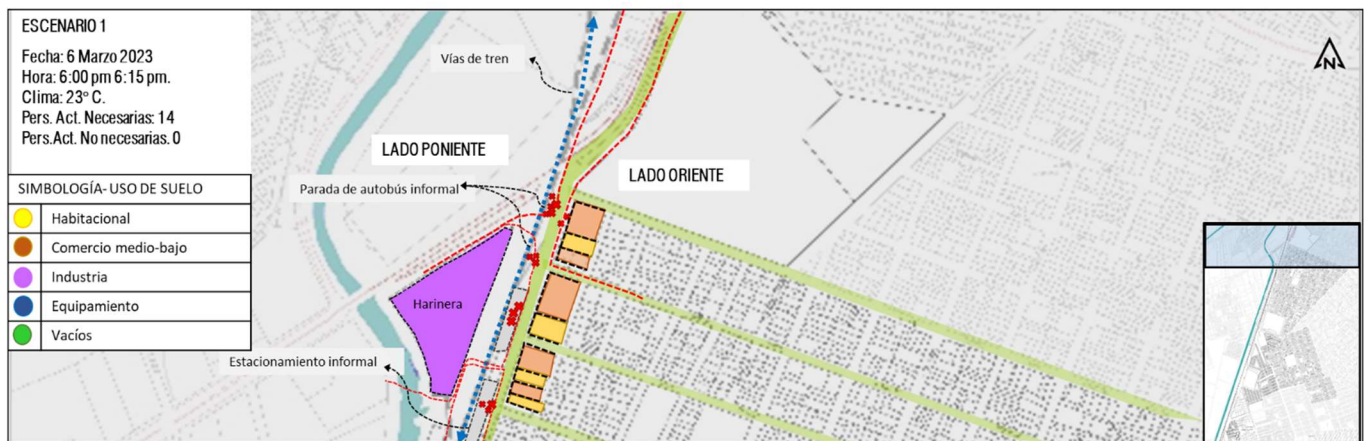 ESCENARIO 1
Fecha: 6 Marzo 2023
Hora: 6:00 pm 6:15 pm.
Clima: 23° C.
Pers. Act. Necesarias: 14
Pers.Act. No necesarias. 0
SIMBOLOGÍA- USO DE SUELO
Habitacional
Comercio medio-bajo
Industria
Equipamiento
Vacíos
Vías de tren
LADO PONIENTE
LADO ORIENTE
Parada de autobús informal
Harinera
Estacionamiento informal
N